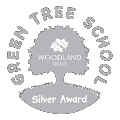 GREEN TREE SCHOOL
WOODLAND
TRUST
Silver Award